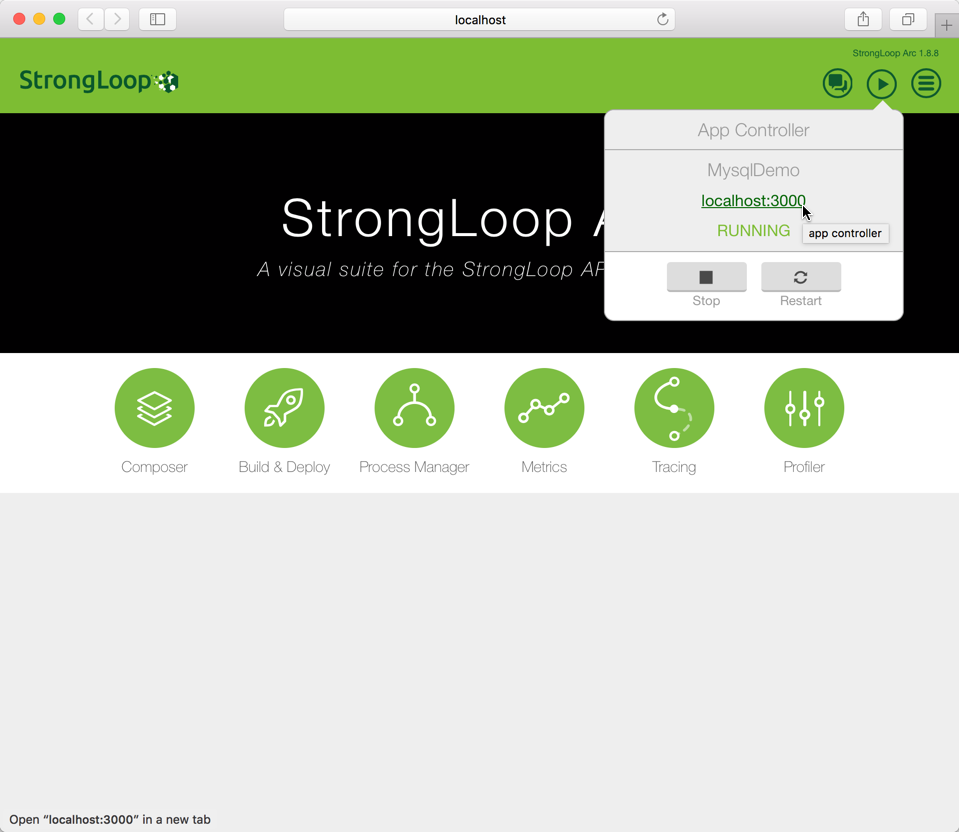 localhost
StrongLoop Arc 1.8.8
StrongLoop
App Controller
MysqlDemo
localhost:3000
RUNNING
app controller
Stop
Restart
StrongLoop
A visual suite for the StrongLoop
Composer
Build & Deploy
Process Manager
Metrics
Tracing
Profiler
Open “localhost:3000” in a new tab